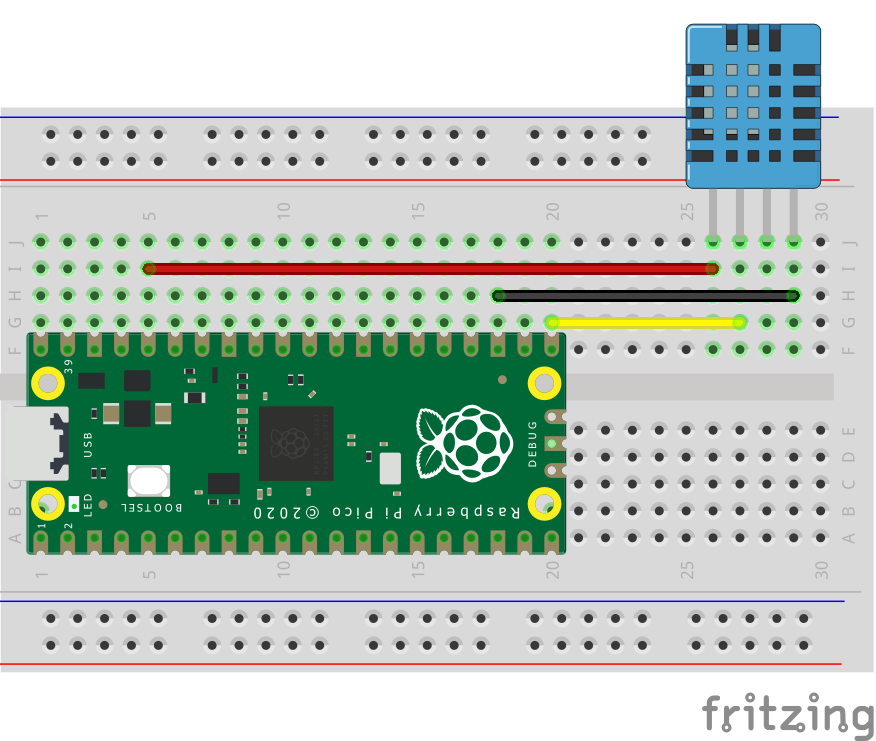 1 5 10 15 20 25 30
J J
I I
H H
G G
F F
39
USB
DEBUG
E
D
C C
B B
A A
LED
BOOTSEL
Raspberry Pi Pico ©2020
1 2
1 5 10 15 20 25 30
fritzing